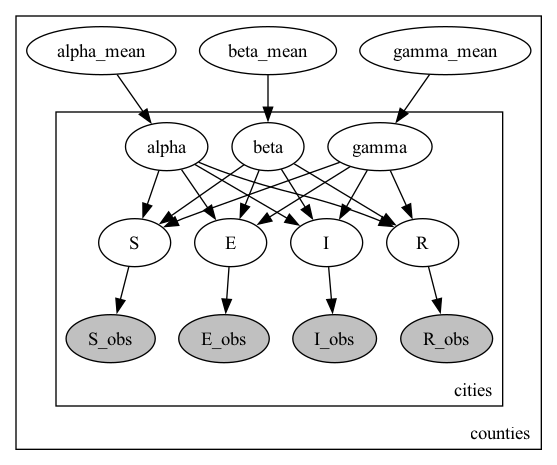 alpha_mean beta_mean gamma_mean
alpha beta gamma
S E I R
S_obs E_obs I_obs R_obs
cities
counties